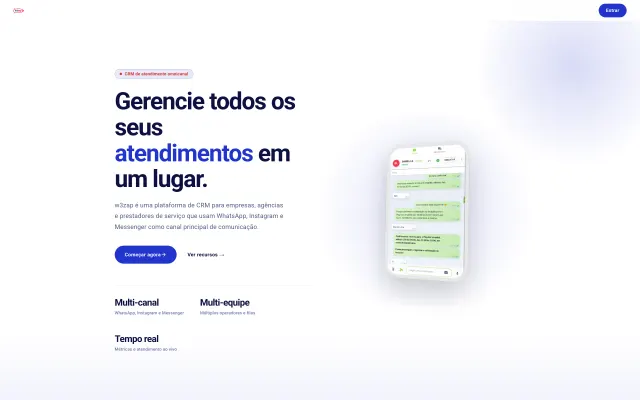 Entrar
CRM de atendimento omnicanal
Gerencie todos os
seus
atendimentos em
um lugar.
w3zap é uma plataforma de CRM para empresas, agências
e prestadores de serviço que usam WhatsApp, Instagram e
Messenger como canal principal de comunicação
Começar agora →
Ver recursos →
Multi-canal
WhatsApp, Instagram e Messenger
Multi-equipe
Múltiplos operadores e filas
Tempo real
Métricas e atendimento ao vivo